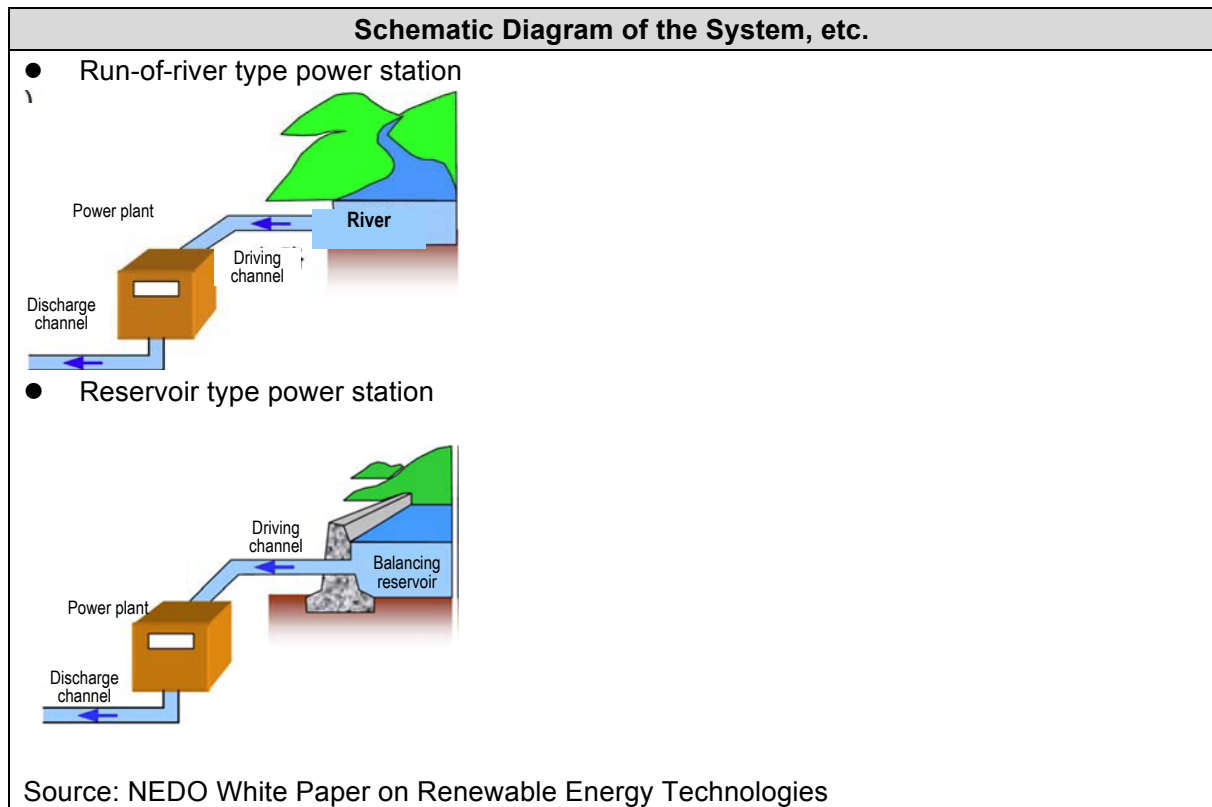 Schematic Diagram of the System, etc.
● Run-of-river type power station
Power plant
River
Driving
channel
Discharge
channel
● Reservoir type power station
Driving
channel
Balancing
reservoir
Power plant
Discharge
channel
Source: NEDO White Paper on Renewable Energy Technologies